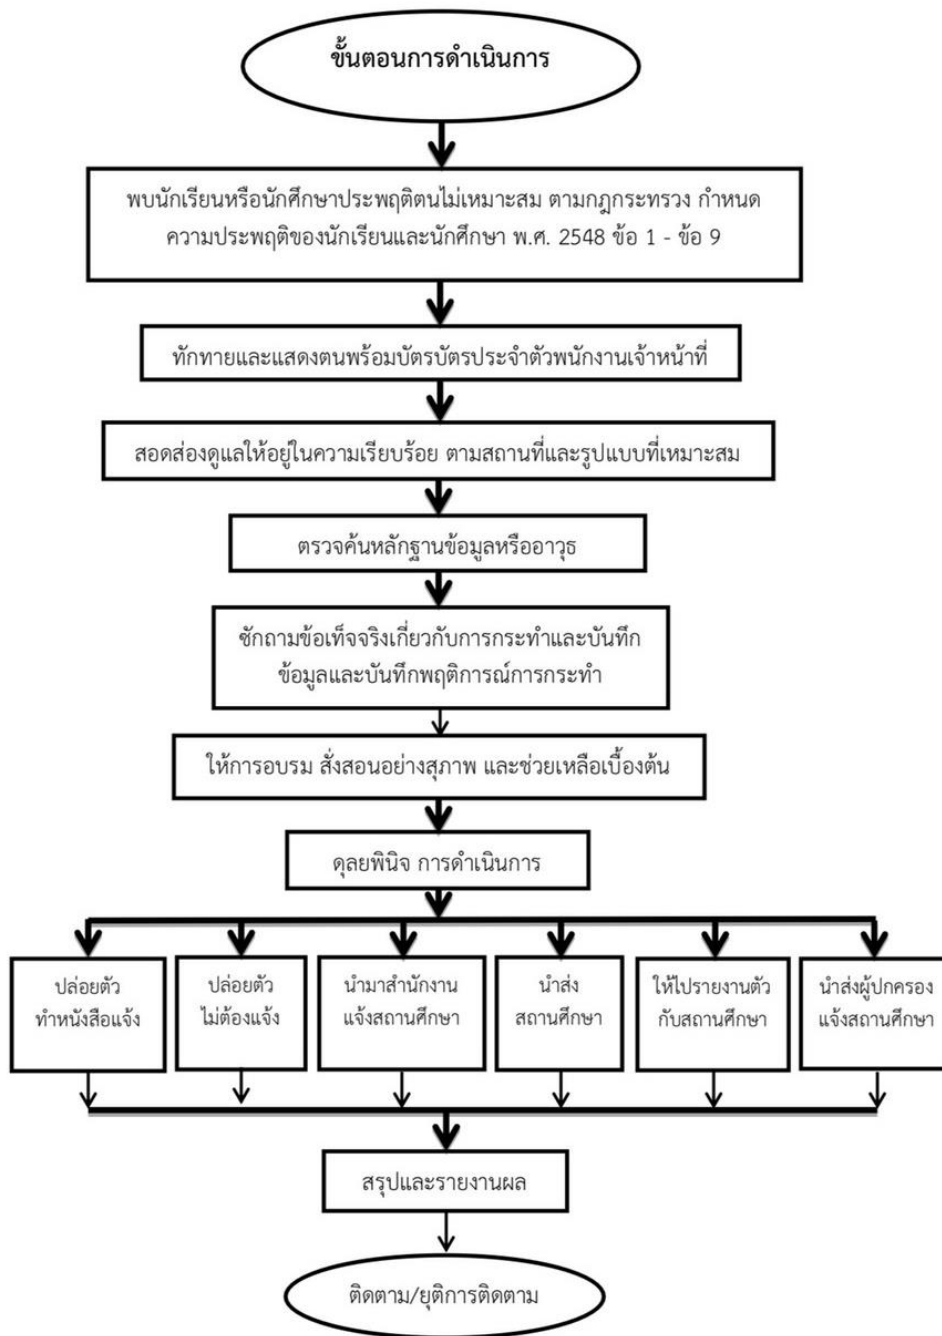 ขั้นตอนการดำเนินการ
พบนักเรียนหรือนักศึกษาประพฤติตนไม่เหมาะสม ตามกฎกระทรวง กำหนด
ความประพฤติของนักเรียนและนักศึกษา พ.ศ. 2548 ข้อ 1 - ข้อ 9
ทักทายและแสดงตนพร้อมบัตรบัตรประจำตัวพนักงานเจ้าหน้าที่
สอดส่องดูแลให้อยู่ในความเรียบร้อย ตามสถานที่และรูปแบบที่เหมาะสม
ตรวจค้นหลักฐานข้อมูลหรืออาวุธ
ซักถามข้อเท็จจริงเกี่ยวกับการกระทำและบันทึก
ข้อมูลและบันทึกพฤติการณ์การกระทำ
ให้การอบรม สั่งสอนอย่างสุภาพ และช่วยเหลือเบื้องต้น
ดุลยพินิจ การดำเนินการ
ปล่อยตัว
ทำหนังสือแจ้ง
ปล่อยตัว
ไม่ต้องแจ้ง
นำมาสำนักงาน
แจ้งสถานศึกษา
นำส่ง
สถานศึกษา
ให้ไปรายงานตัว
กับสถานศึกษา
นำส่งผู้ปกครอง
แจ้งสถานศึกษา
สรุปและรายงานผล
ติดตาม/ยุติการติดตาม